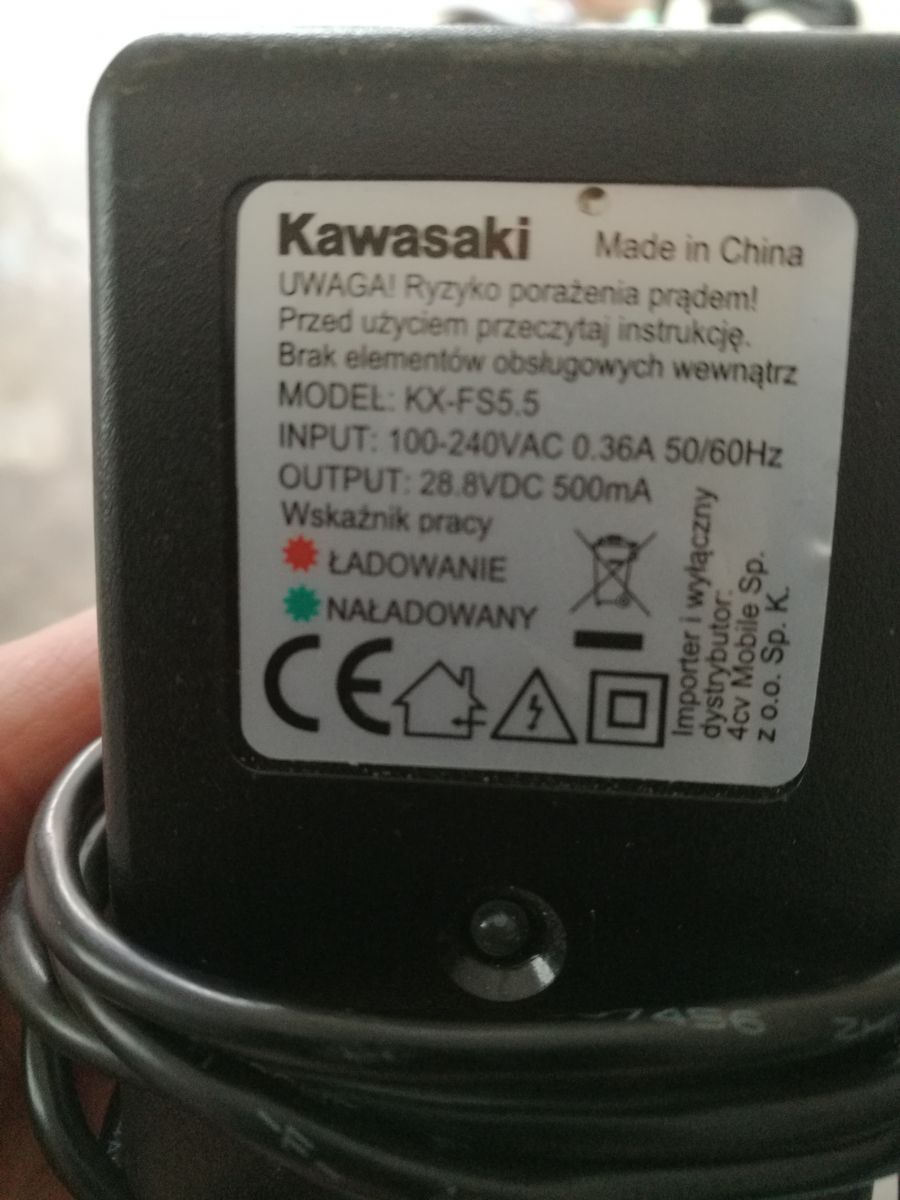 Kawasaki Made in China
UWAGA! Ryzyko porażenia prądem!
Przed użyciem przeczytaj instrukcję.
Brak elementów obsługowych wewnątrz
MODEL: KX-FS5.5
INPUT: 100-240VAC 0.36A 50/60Hz
OUTPUT: 28.8VDC 500mA
Wskaźnik pracy
ŁADOWANIE
NAŁADOWANY
CE
Importer i wyłączny
dystrybutor:
4cv Mobile Sp.
z o.o. Sp. K.